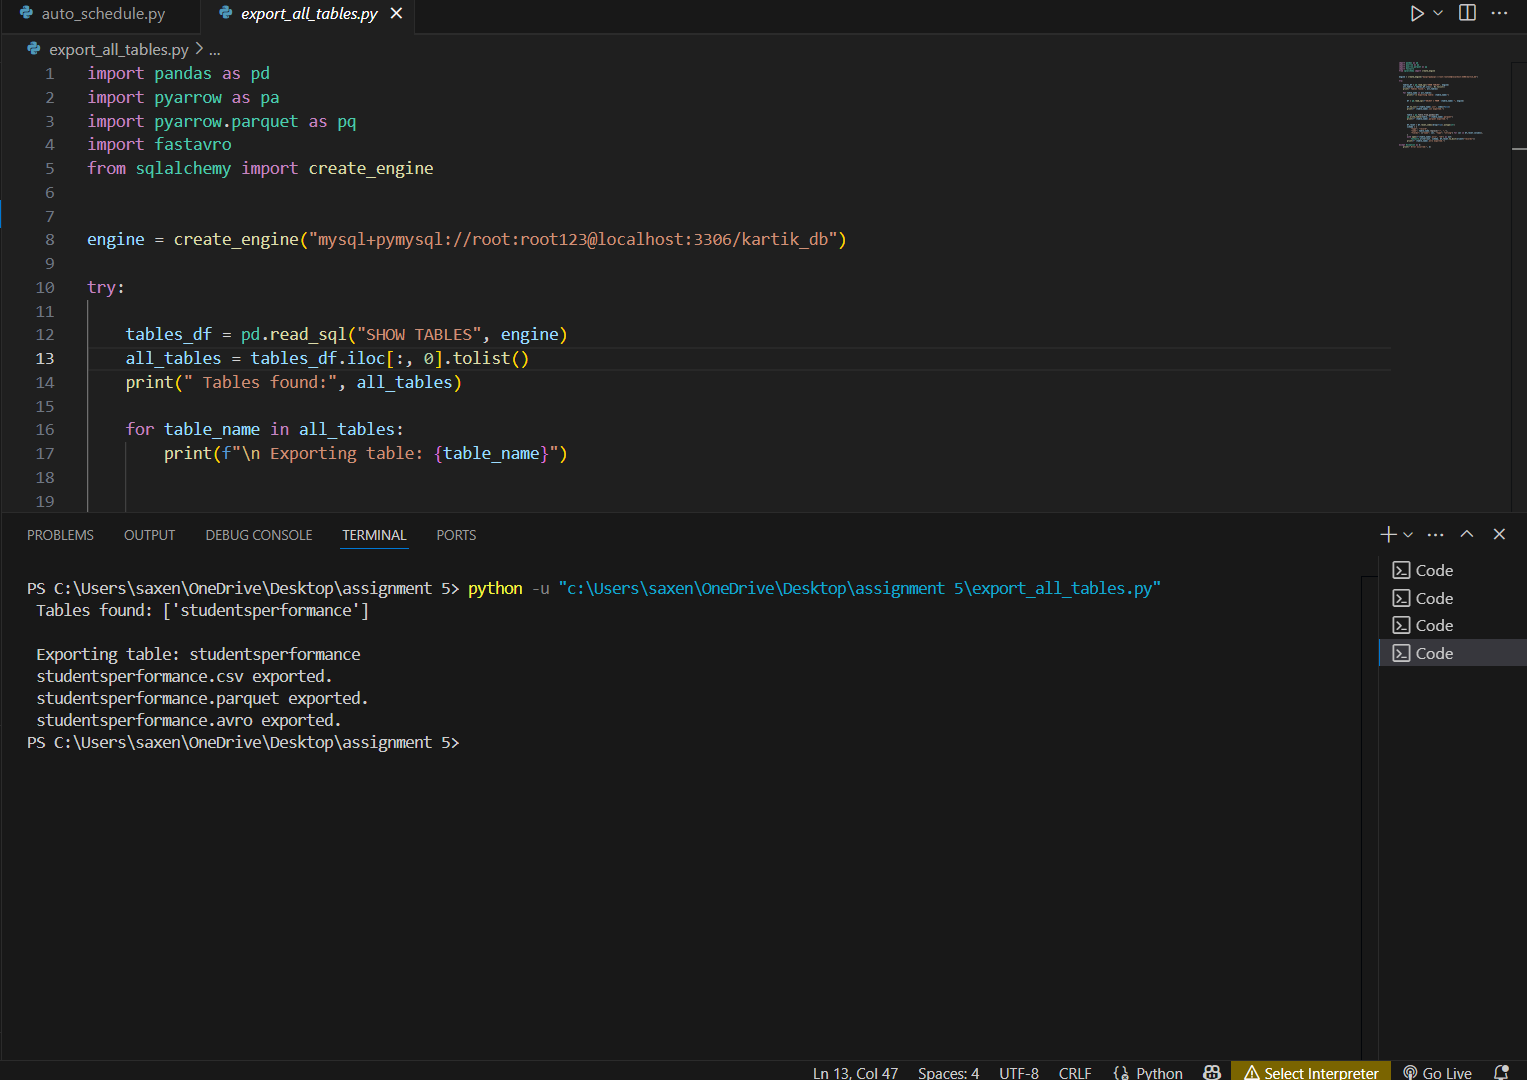 auto_schedule.py
export_all_tables.py
export_all_tables.py > ...
1 import pandas as pd
2 import pyarrow as pa
3 import pyarrow.parquet as pq
4 import fastavro
5 from sqlalchemy import create_engine
6
7
8 engine = create_engine("mysql+pymysql://root:root123@localhost:3306/kartik_db")
9
10 try:
11
12     tables_df = pd.read_sql("SHOW TABLES", engine)
13     all_tables = tables_df.iloc[:, 0].tolist()
14     print(" Tables found:", all_tables)
15
16     for table_name in all_tables:
17         print(f"\n Exporting table: {table_name}")
18
19
PROBLEMS OUTPUT DEBUG CONSOLE TERMINAL PORTS
PS C:\Users\saxen\OneDrive\Desktop\assignment 5> python -u "c:\Users\saxen\OneDrive\Desktop\assignment 5\export_all_tables.py"
Tables found: ['studentsperformance']
Exporting table: studentsperformance
studentsperformance.csv exported.
studentsperformance.parquet exported.
studentsperformance.avro exported.
PS C:\Users\saxen\OneDrive\Desktop\assignment 5>
Code
Code
Code
Code
Ln 13, Col 47 Spaces: 4 UTF-8 CRLF Python Select Interpreter Go Live